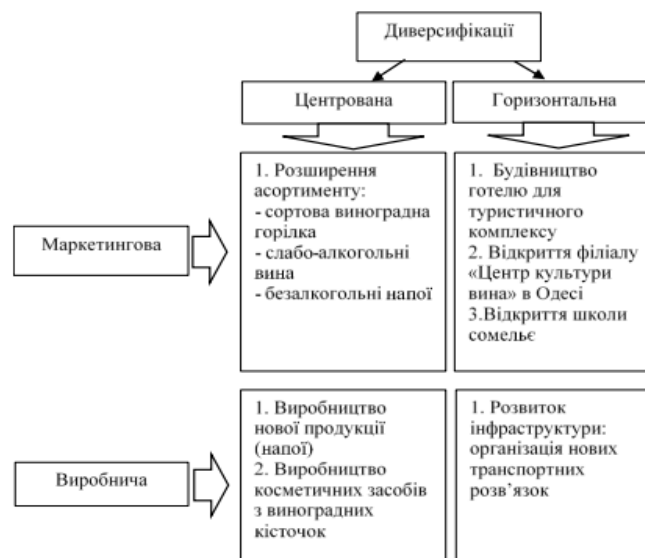 Диверсифікації
Центрована
Горизонтальна
Маркетингова
1. Розширення
асортименту:
- сортова виноградна
горілка
- слабо-алкогольні
вина
- безалкогольні напої
1. Будівництво
готелю для
туристичного
комплексу
2. Відкриття філіалу
«Центр культури
вина» в Одесі
3.Відкриття школи
сомельє
Виробнича
1. Виробництво
нової продукції
(напої)
2. Виробництво
косметичних засобів
з виноградних
кісточок
1. Розвиток
інфраструктури:
організація нових
транспортних
розв’язок